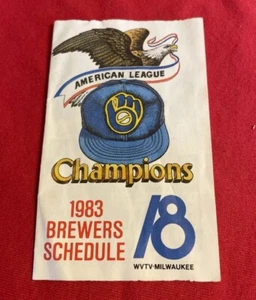 AMERICAN LEAGUE
Champions
1983
BREWERS
SCHEDULE
18
WVTV-MILWAUKEE